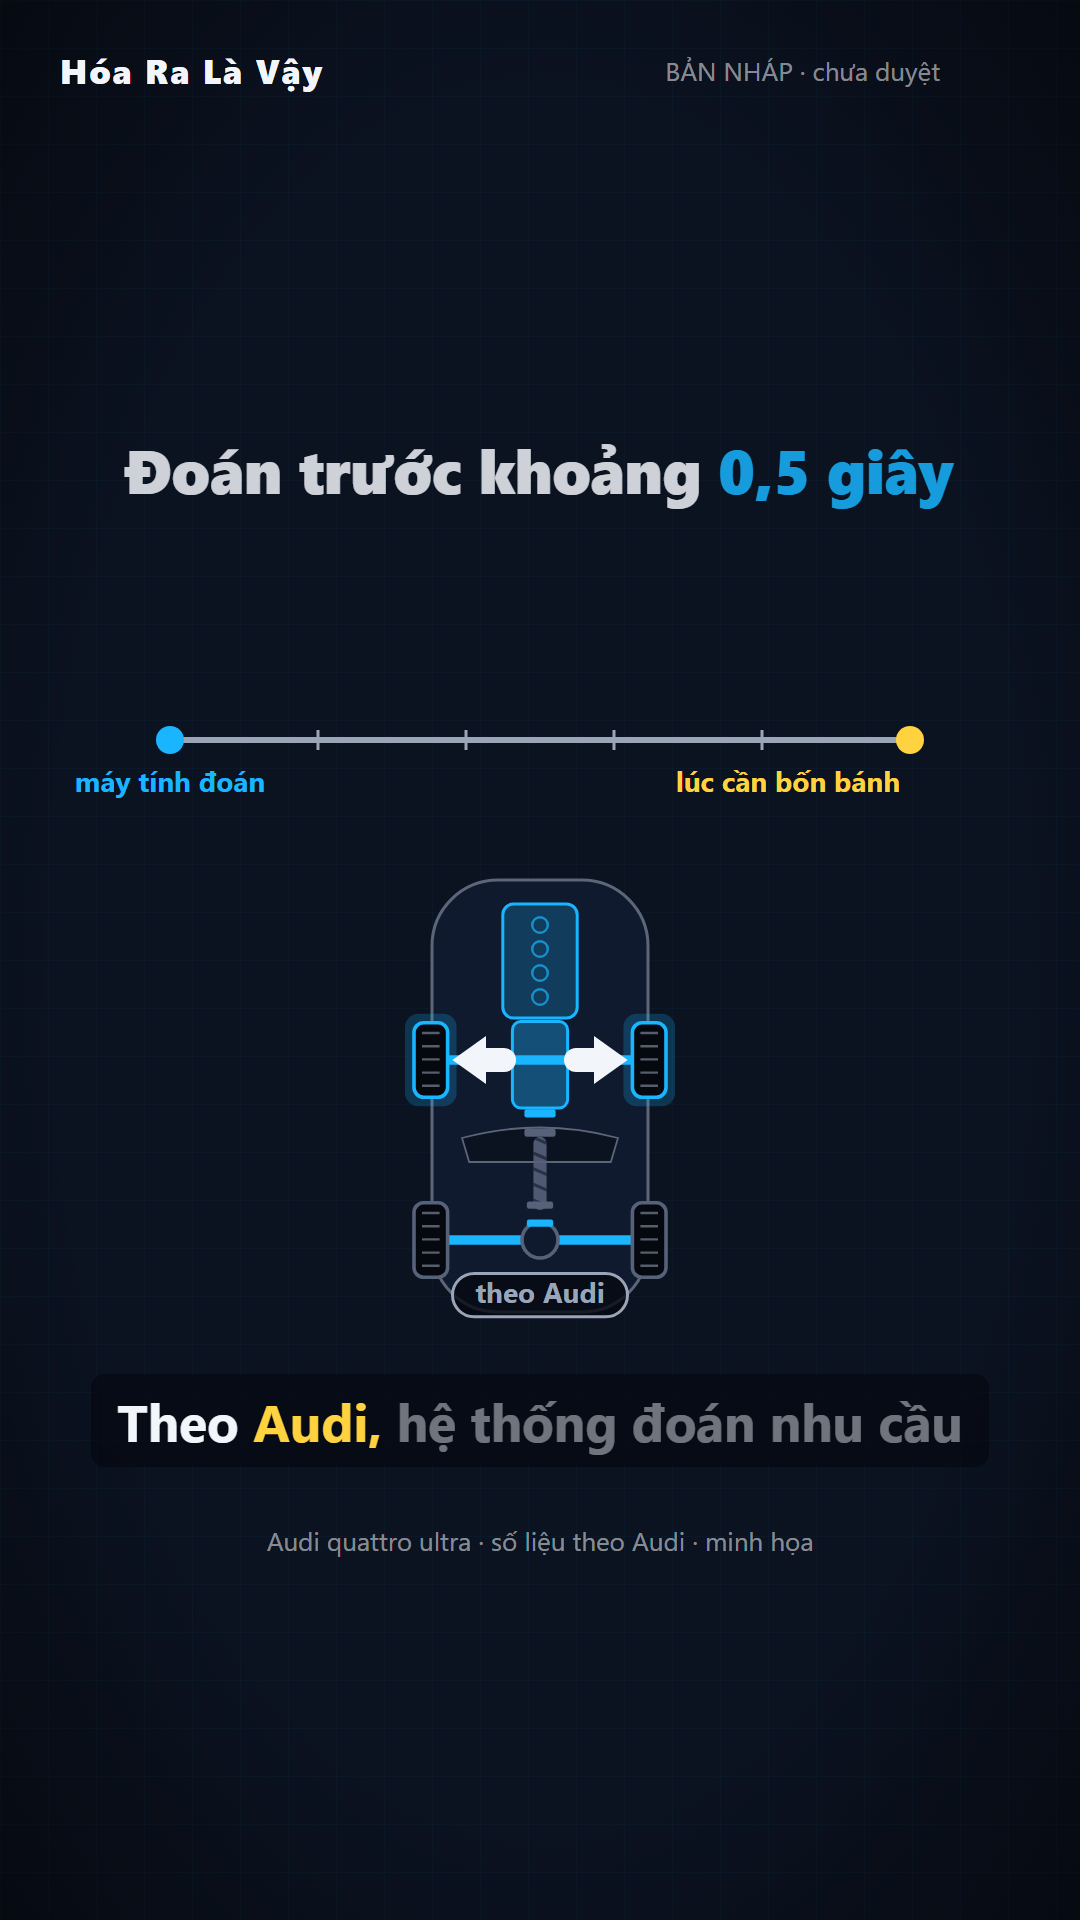 Hóa Ra Là Vậy
BẢN NHÁP · chưa duyệt
Đoán trước khoảng 0,5 giây
máy tính đoán
lúc cần bốn bánh
theo Audi
Theo Audi, hệ thống đoán nhu cầu
Audi quattro ultra · số liệu theo Audi · minh họa